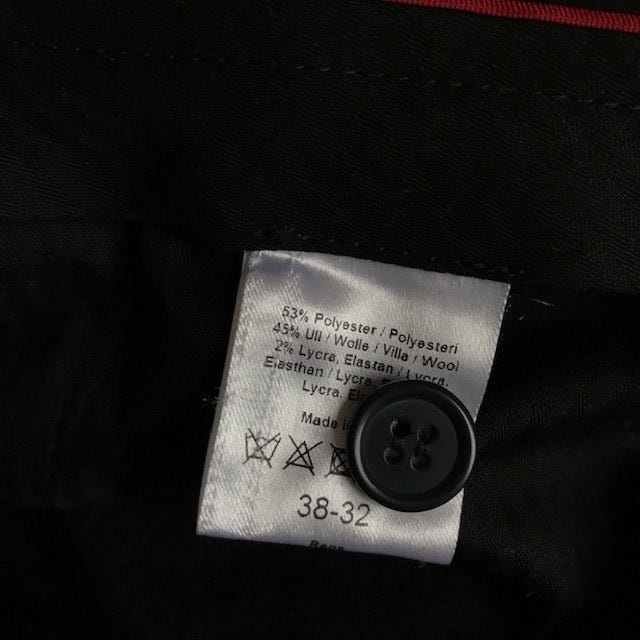 53% Polyester / Polyesteri
45% Ull / Wolle / Villa / Wool
2% Lycra, Elastan / Lycra,
Elasthan / Lycra,
Lycra,
Made
38-32